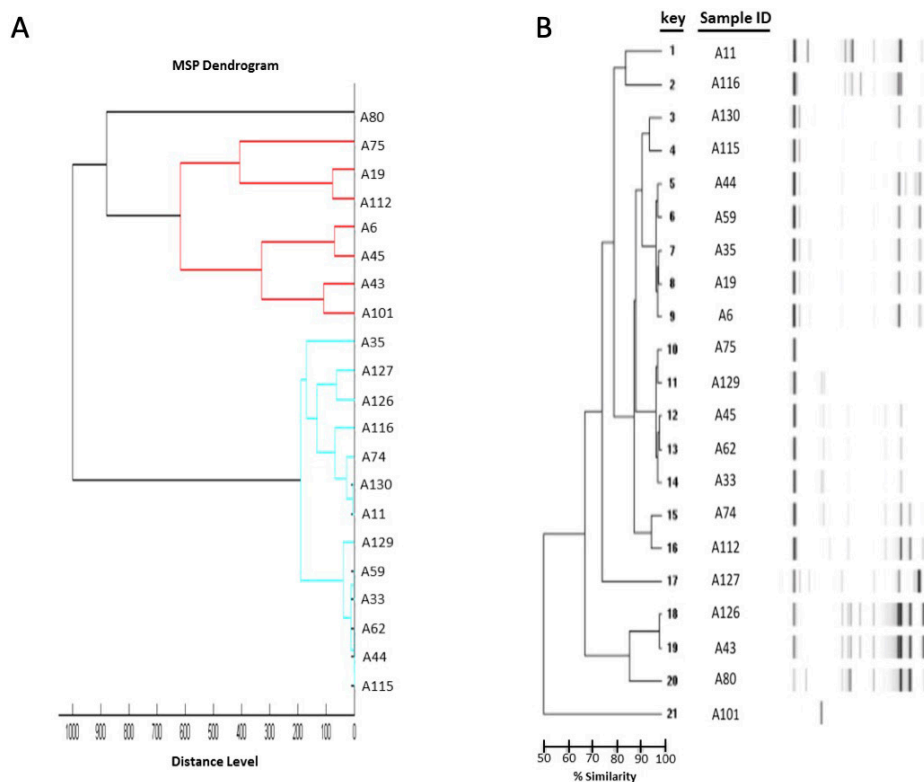 A
MSP Dendrogram
A80
A75
A19
A112
A6
A45
A43
A101
A35
A127
A126
A116
A74
A130
A11
A129
A59
A33
A62
A44
A115
1000 900 800 700 600 500 400 300 200 100 0
Distance Level
B
key Sample ID
1 A11
2 A116
3 A130
4 A115
5 A44
6 A59
7 A35
8 A19
9 A6
10 A75
11 A129
12 A45
13 A62
14 A33
15 A74
16 A112
17 A127
18 A126
19 A43
20 A80
21 A101
50 60 70 80 90 100
% Similarity